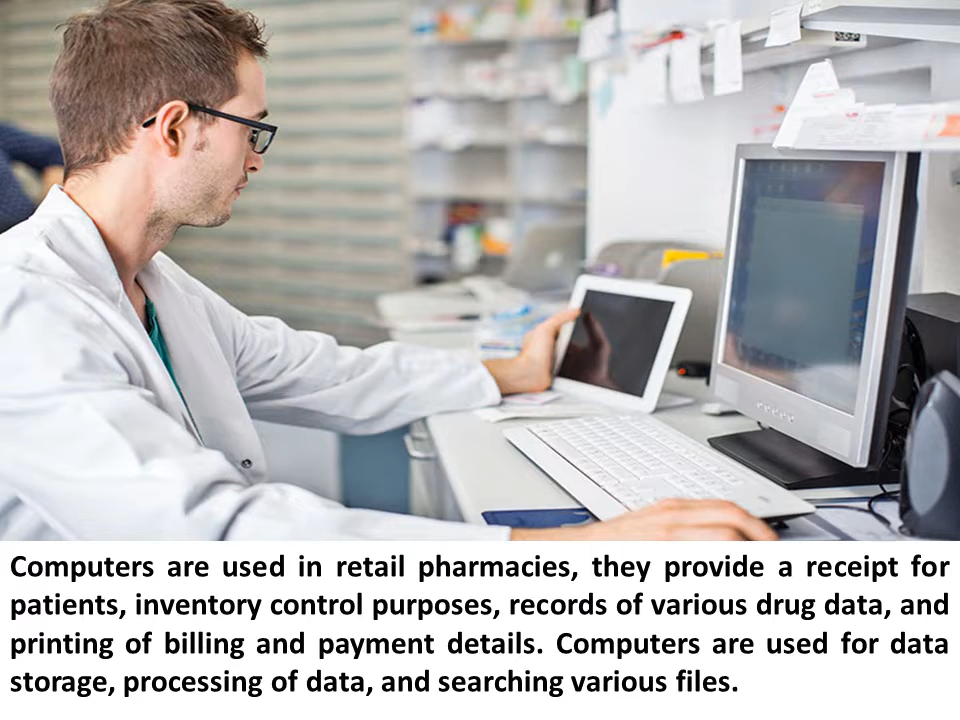 Computers are used in retail pharmacies, they provide a receipt for
patients, inventory control purposes, records of various drug data, and
printing of billing and payment details. Computers are used for data
storage, processing of data, and searching various files.